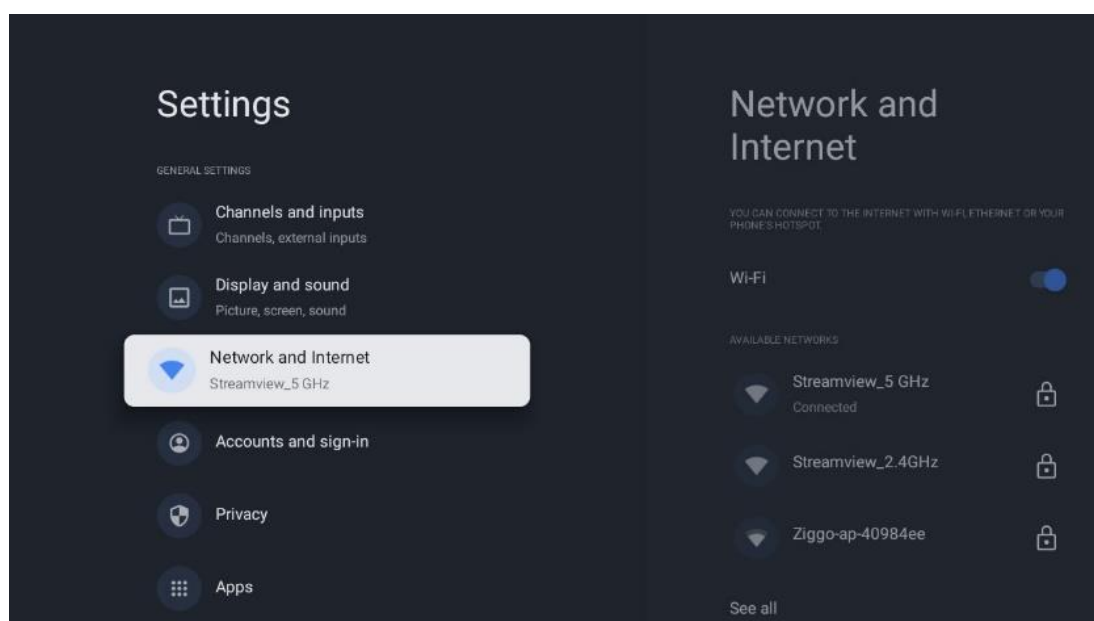 Settings
GENERAL SETTINGS
Channels and inputs
Channels, external inputs
Display and sound
Picture, screen, sound
Network and Internet
Streamview_5 GHz
Accounts and sign-in
Privacy
Apps
Network and
Internet
YOU CAN CONNECT TO THE INTERNET WITH WI-FI, ETHERNET OR YOUR
PHONE'S HOTSPOT.
Wi-Fi
AVAILABLE NETWORKS
Streamview_5 GHz
Connected
Streamview_2.4GHz
Ziggo-ap-40984ee
See all